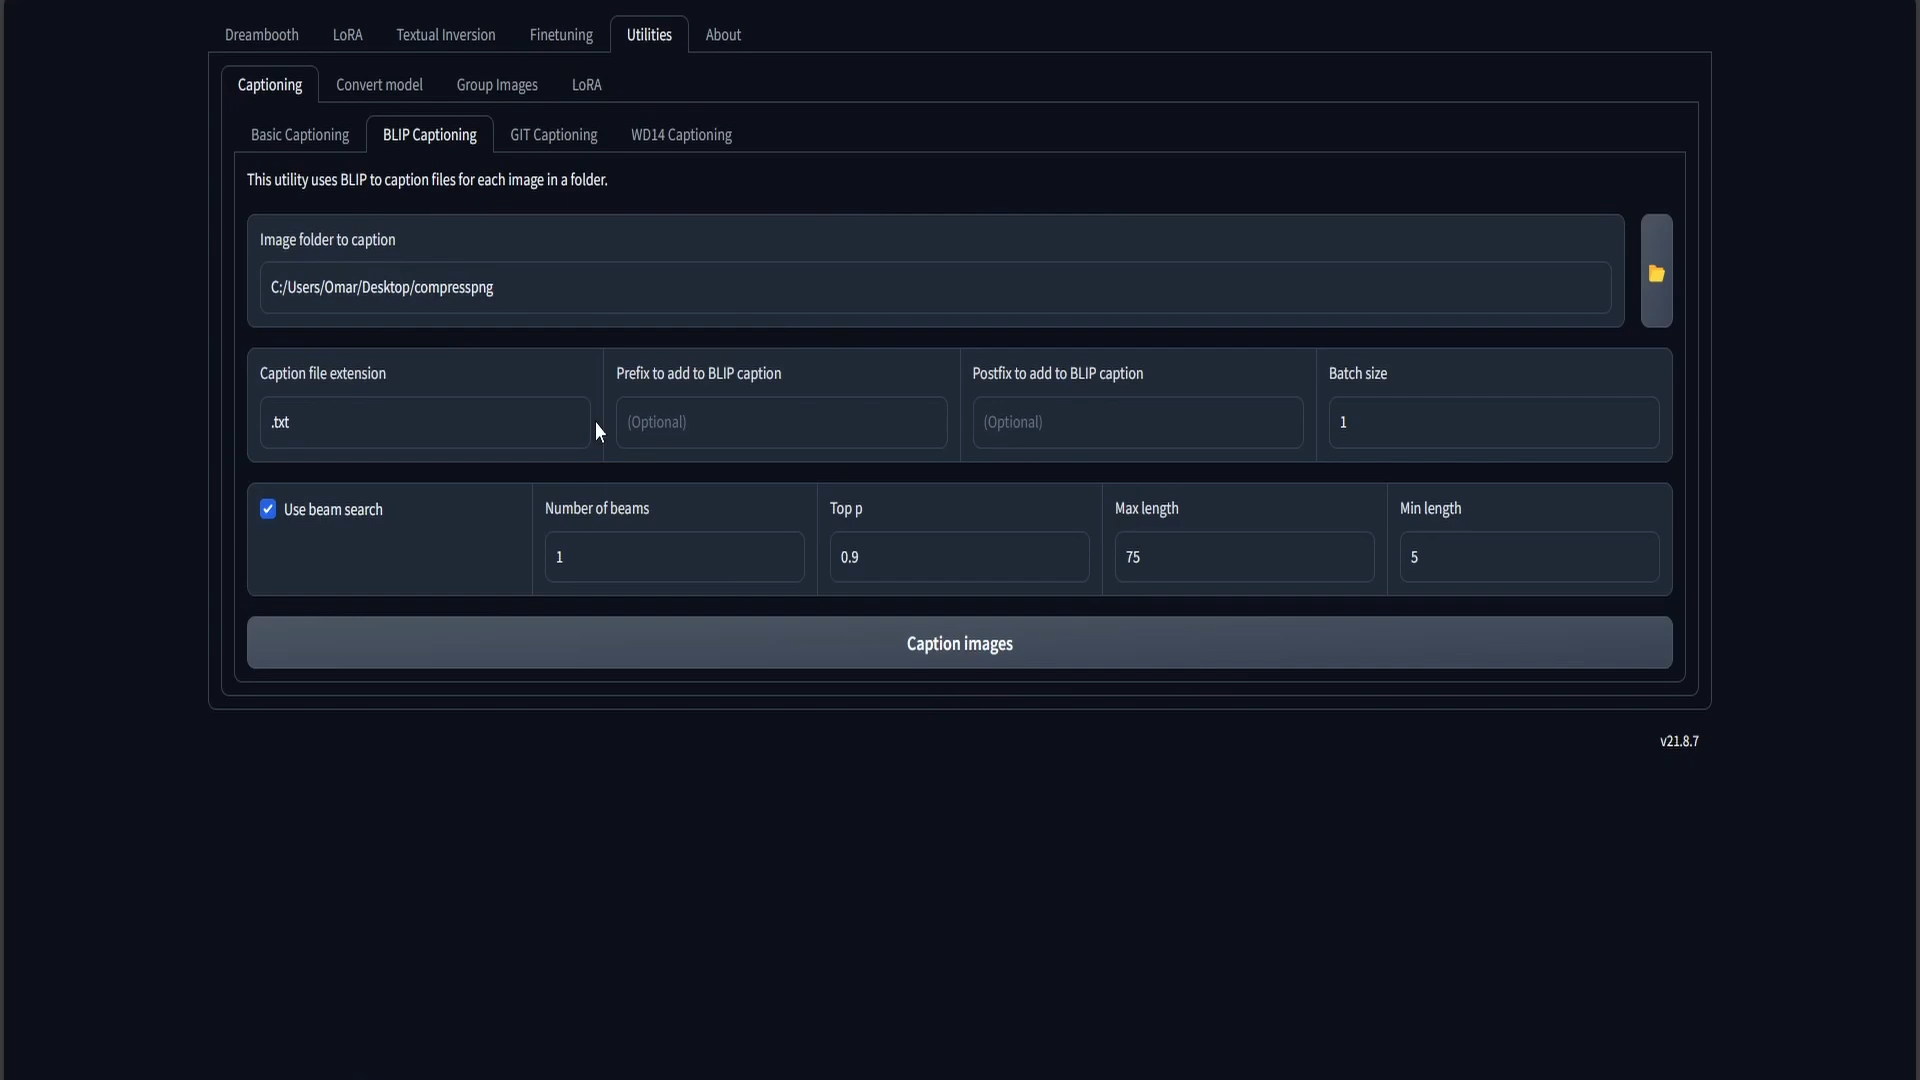 Dreambooth LoRA Textual Inversion Finetuning Utilities About
Captioning Convert model Group Images LoRA
Basic Captioning BLIP Captioning GIT Captioning WD14 Captioning
This utility uses BLIP to caption files for each image in a folder.
Image folder to caption
C:/Users/Omar/Desktop/compresspng
Caption file extension Prefix to add to BLIP caption Postfix to add to BLIP caption Batch size
.txt (Optional) (Optional) 1
Use beam search Number of beams Top p Max length Min length
1 0.9 75 5
Caption images
v21.8.7